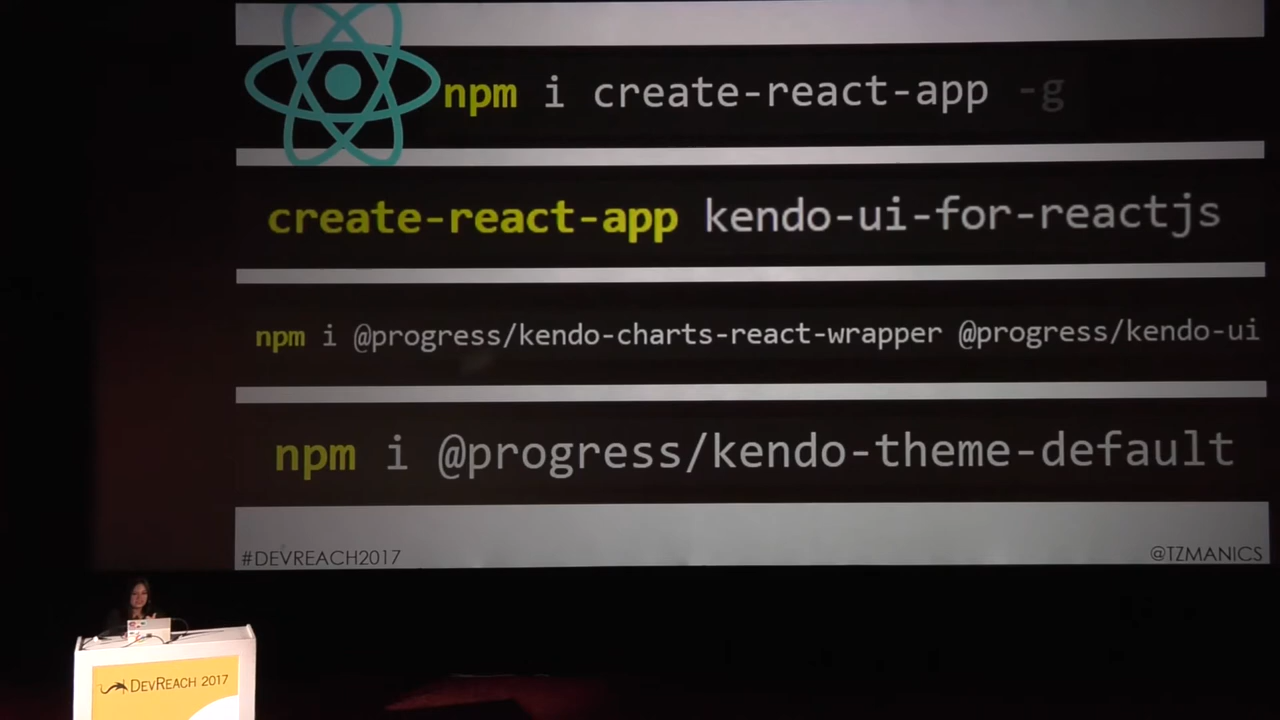 npm i create-react-app -g
create-react-app kendo-ui-for-reactjs
npm i @progress/kendo-charts-react-wrapper @progress/kendo-ui
npm i @progress/kendo-theme-default
#DEVREACH2017
@TZMANICS
DEVREACH 2017